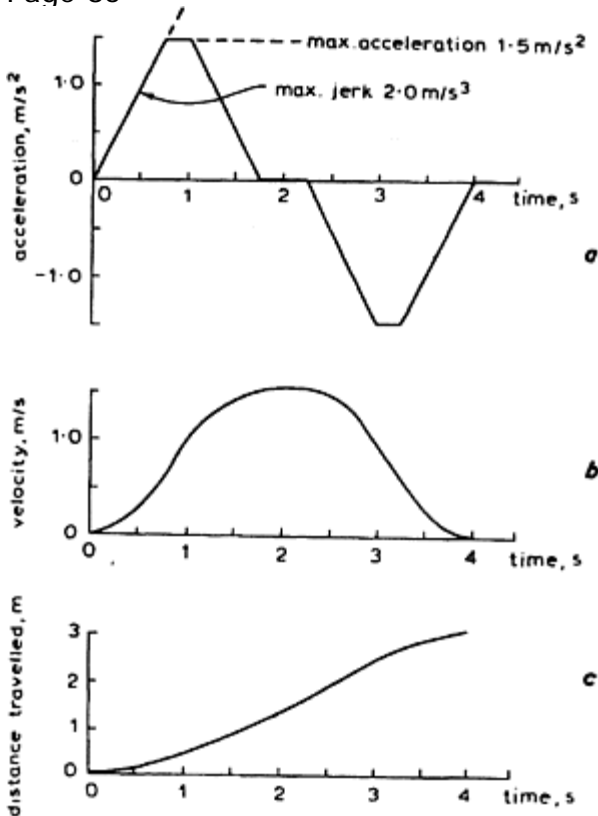 max. acceleration 1·5 m/s²
max. jerk 2·0 m/s³
acceleration, m/s²
1·0
0
-1·0
0 1 2 3 4 time, s
a
velocity, m/s
1·0
0
0 1 2 3 4 time, s
b
distance travelled, m
3
2
1
0
0 1 2 3 4 time, s
c